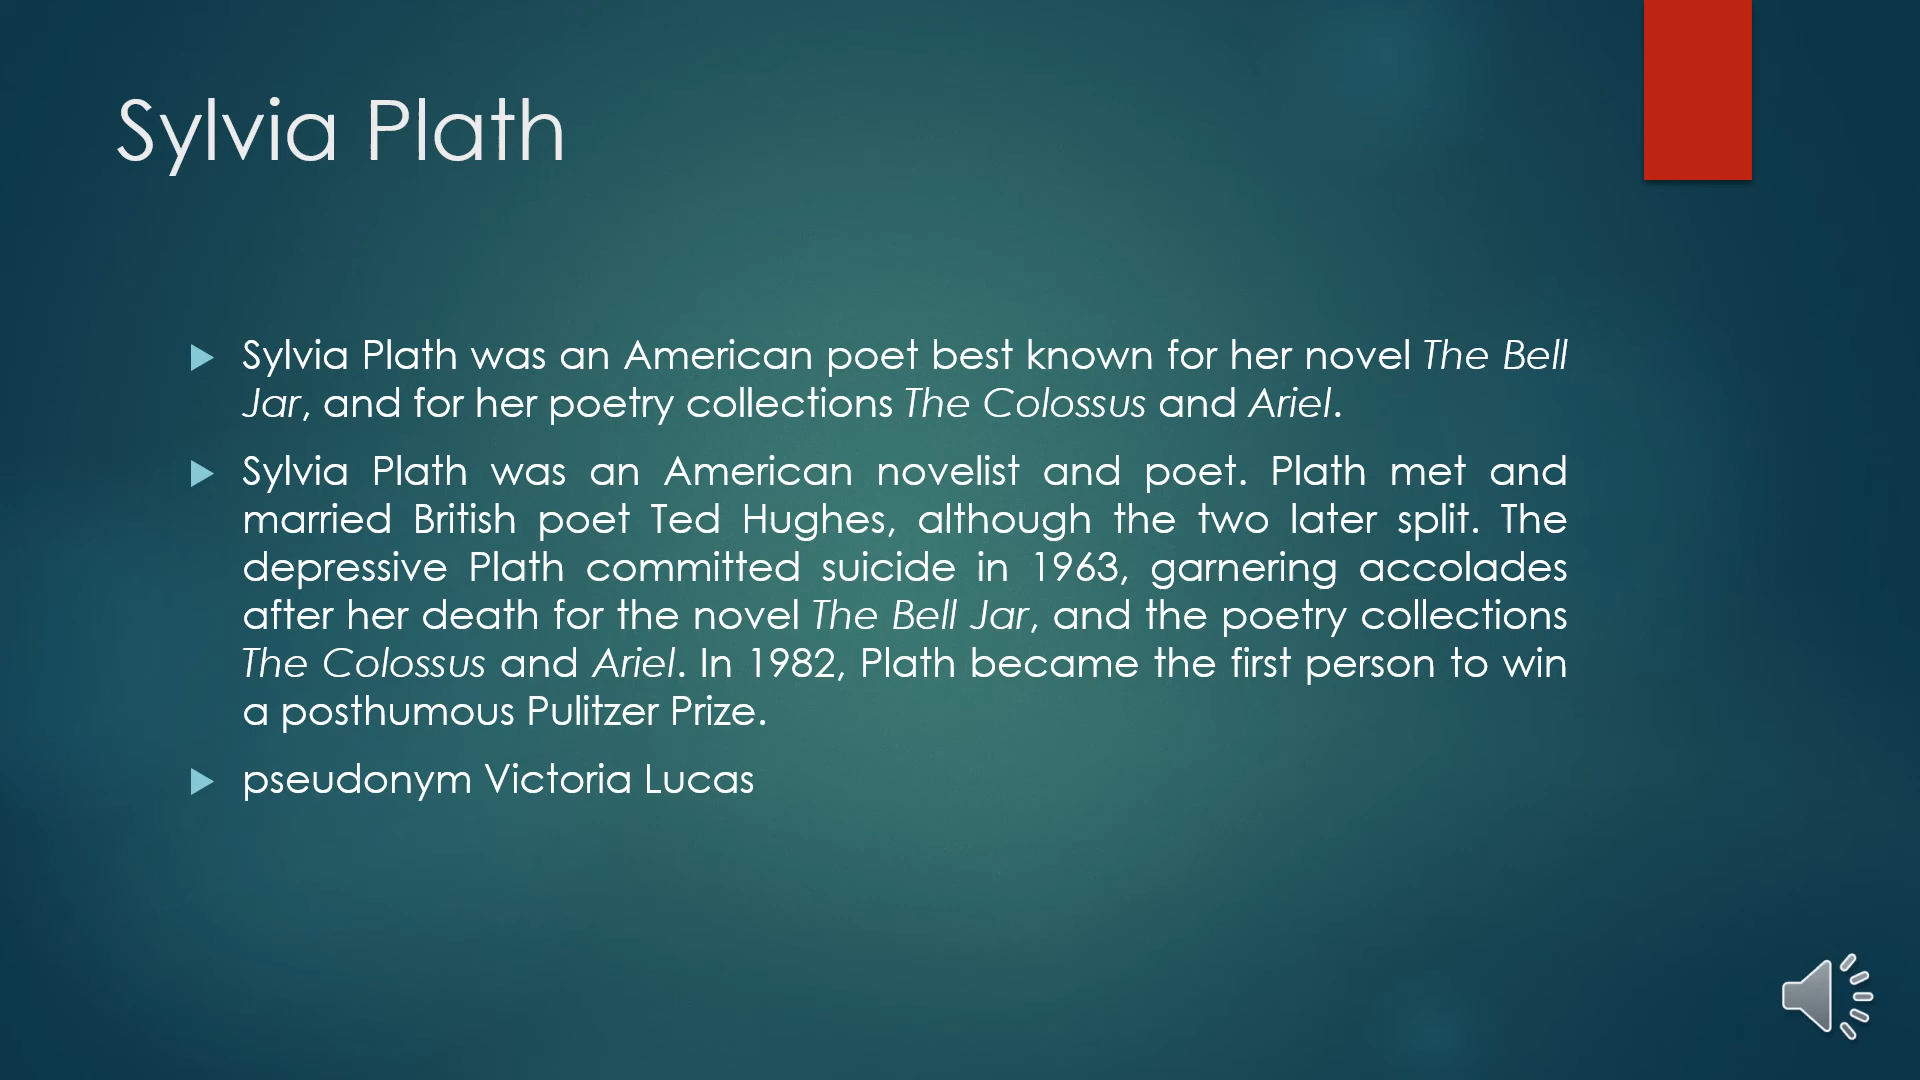 Sylvia Plath
Sylvia Plath was an American poet best known for her novel The Bell
Jar, and for her poetry collections The Colossus and Ariel.
Sylvia Plath was an American novelist and poet. Plath met and
married British poet Ted Hughes, although the two later split. The
depressive Plath committed suicide in 1963, garnering accolades
after her death for the novel The Bell Jar, and the poetry collections
The Colossus and Ariel. In 1982, Plath became the first person to win
a posthumous Pulitzer Prize.
pseudonym Victoria Lucas